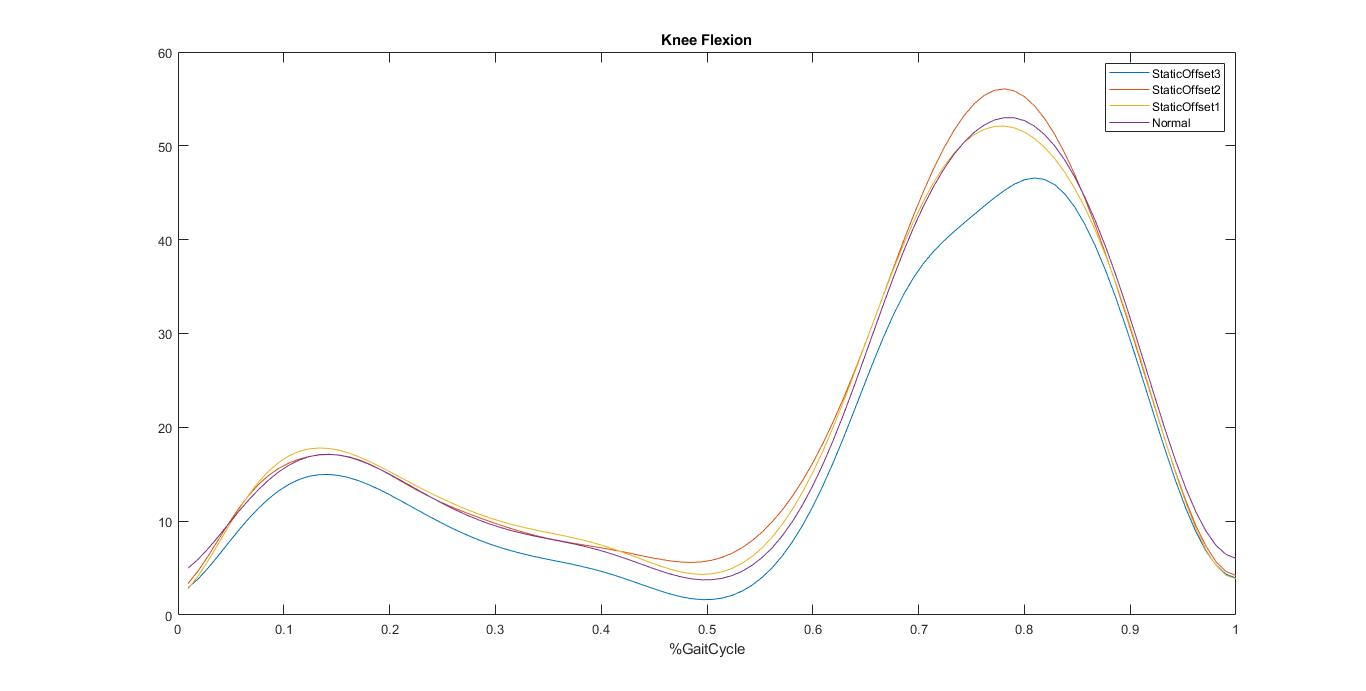 Knee Flexion
60
50
40
30
20
10
0
StaticOffset3
StaticOffset2
StaticOffset1
Normal
0 0.1 0.2 0.3 0.4 0.5 0.6 0.7 0.8 0.9 1
%GaitCycle